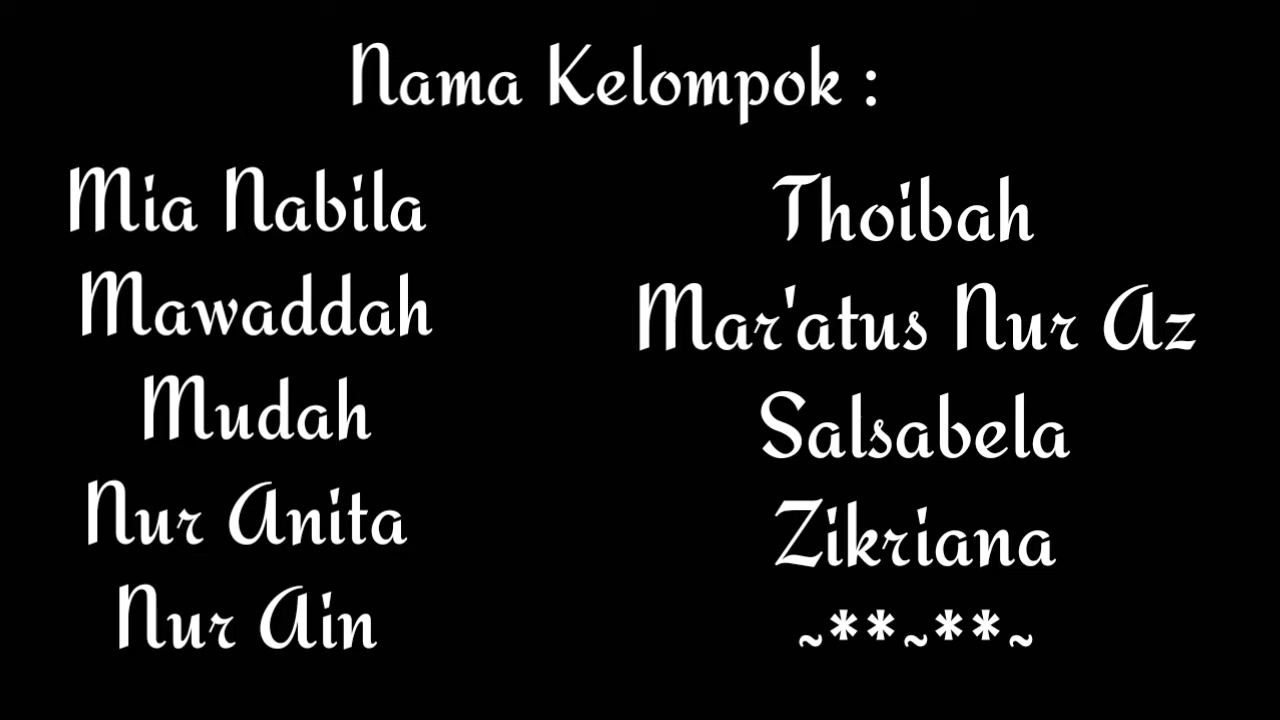 Nama Kelompok :
Mia Nabila
Mawaddah
Mudah
Nur Anita
Nur Ain
Thoibah
Mar'atus Nur Az
Salsabela
Zikriana
~**~**~